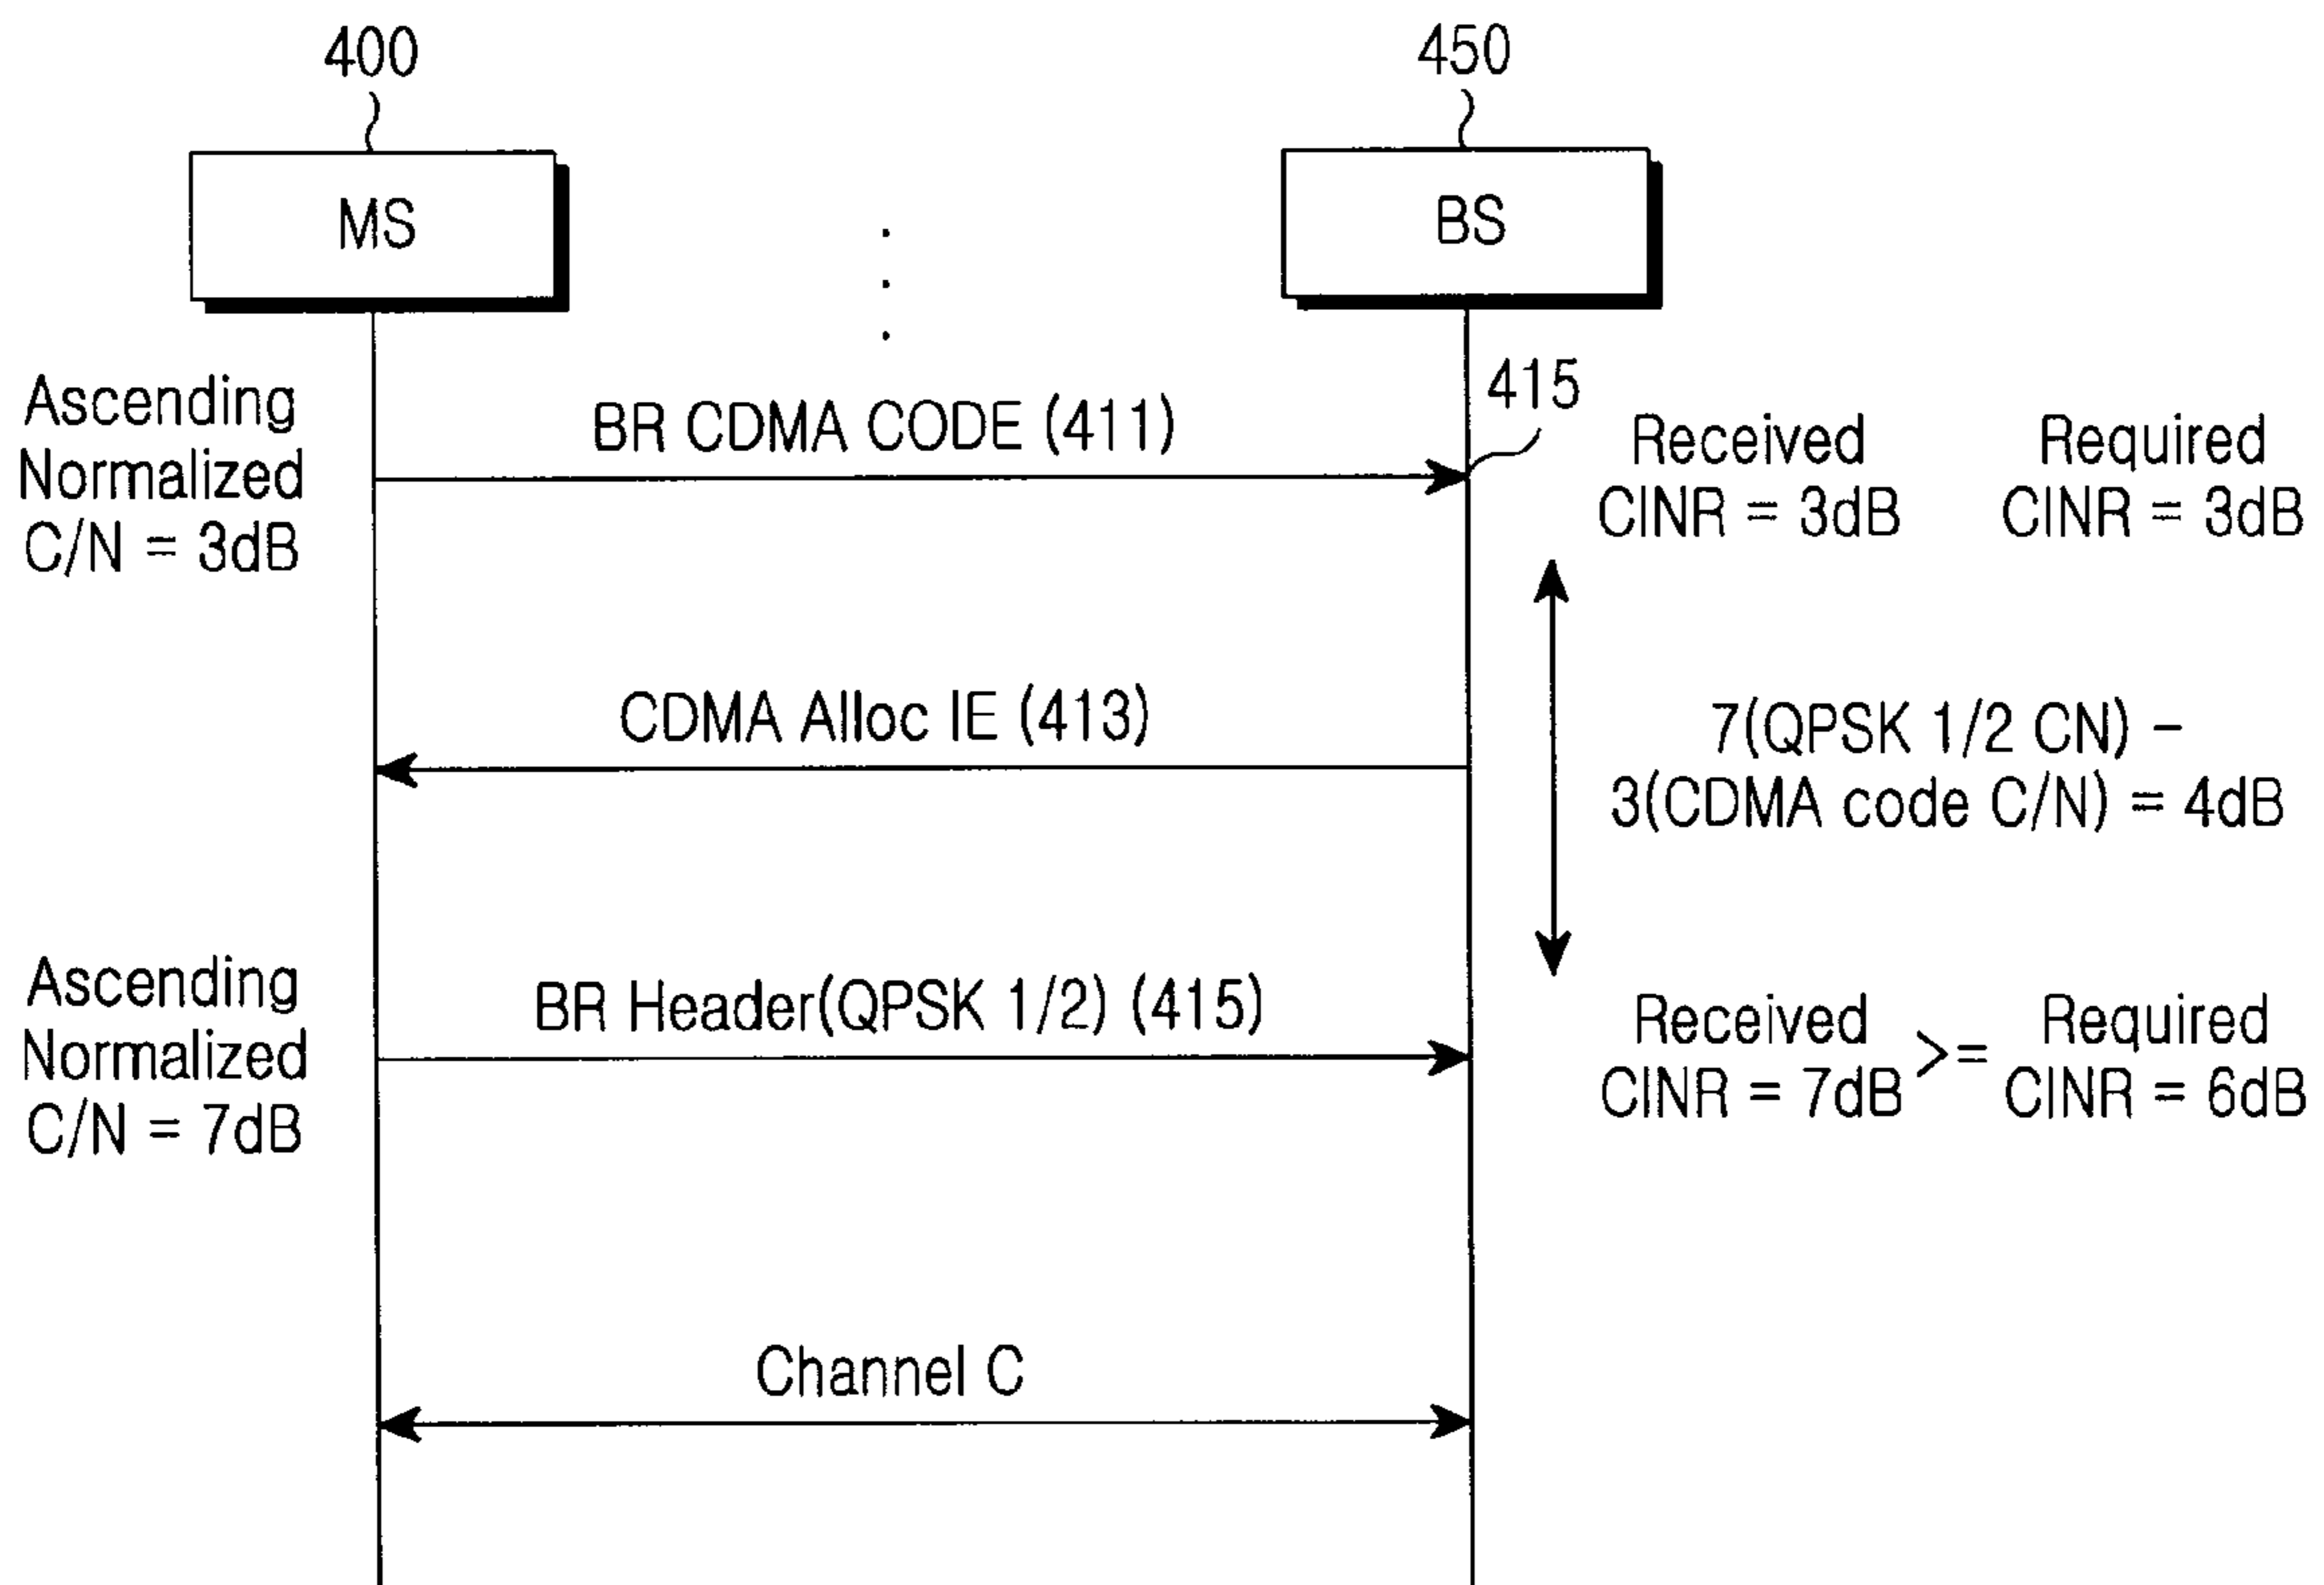 400
450
MS
BS
415
Ascending
Normalized
C/N = 3dB
BR CDMA CODE (411)
Received
CINR = 3dB
Required
CINR = 3dB
CDMA Alloc IE (413)
7(QPSK 1/2 CN) –
3(CDMA code C/N) = 4dB
Ascending
Normalized
C/N = 7dB
BR Header(QPSK 1/2) (415)
Received
CINR = 7dB
>=
Required
CINR = 6dB
Channel C